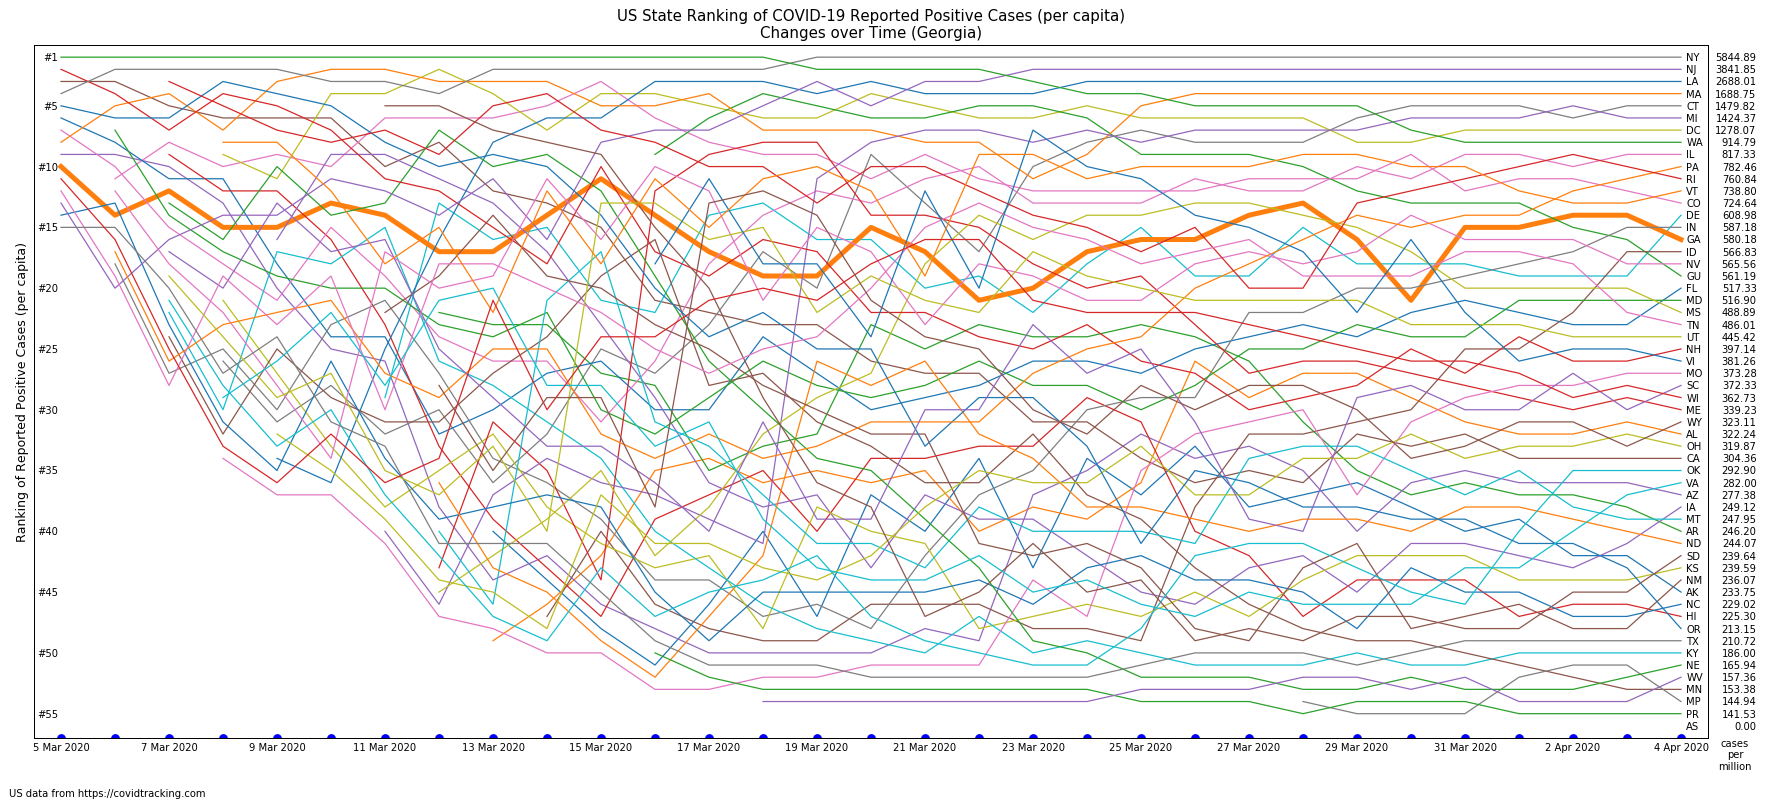 US State Ranking of COVID-19 Reported Positive Cases (per capita)
Changes over Time (Georgia)
Ranking of Reported Positive Cases (per capita)
#1
#5
#10
#15
#20
#25
#30
#35
#40
#45
#50
#55
NY 5844.89
NJ 3841.85
LA 2688.01
MA 1688.75
CT 1479.82
MI 1424.37
DC 1278.07
WA 914.79
IL 817.33
PA 782.46
RI 760.84
VT 738.80
CO 724.64
DE 608.98
IN 587.18
GA 580.18
ID 566.83
NV 565.56
GU 561.19
FL 517.33
MD 516.90
MS 488.89
TN 486.01
UT 445.42
NH 397.14
VI 381.26
MO 373.28
SC 372.33
WI 362.73
ME 339.23
WY 323.11
AL 322.24
OH 319.87
CA 304.36
OK 292.90
VA 282.00
AZ 277.38
IA 249.12
MT 247.95
AR 246.20
ND 244.07
SD 239.64
KS 239.59
NM 236.07
AK 233.75
NC 229.02
HI 225.30
OR 213.15
TX 210.72
KY 186.00
NE 165.94
WV 157.36
MN 153.38
MP 144.94
PR 141.53
AS 0.00
5 Mar 2020 7 Mar 2020 9 Mar 2020 11 Mar 2020 13 Mar 2020 15 Mar 2020 17 Mar 2020 19 Mar 2020 21 Mar 2020 23 Mar 2020 25 Mar 2020 27 Mar 2020 29 Mar 2020 31 Mar 2020 2 Apr 2020 4 Apr 2020
cases
per
million
US data from https://covidtracking.com